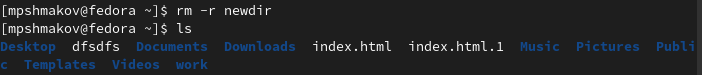 [mpshmakov@fedora ~]$ rm -r newdir
[mpshmakov@fedora ~]$ ls
Desktop dfsdfs Documents Downloads index.html index.html.1 Music Pictures Publi
c Templates Videos work